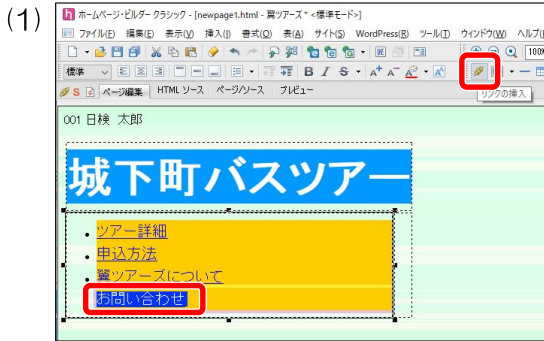 (1)
ホームページ・ビルダー クラシック - [newpage1.html - 翼ツアーズ * <標準モード>]
ファイル(F) 編集(E) 表示(V) 挿入(I) 書式(O) 表(A) サイト(S) WordPress(R) ツール(T) ウィンドウ(W) ヘルプ(
標準 B I S A A A A 100%
S ページ編集 HTML ソース ページ/ソース プレビュー
リンクの挿入
001 日検 太郎
城下町バスツアー
・ツアー詳細
・申込方法
・翼ツアーズについて
お問い合わせ